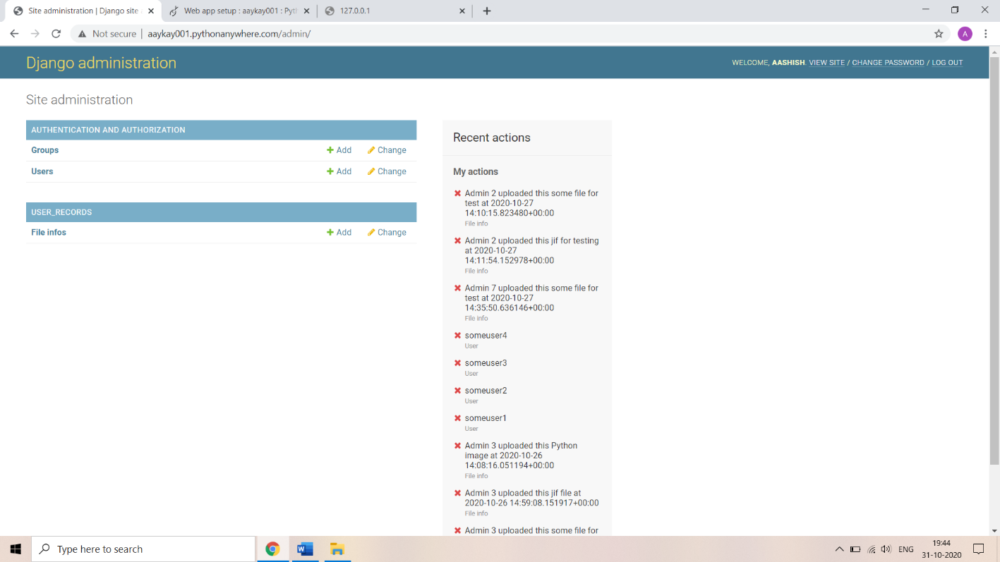 Site administration | Django site
Web app setup : aaykay001 : Pyth
127.0.0.1
Not secure
aaykay001.pythonanywhere.com/admin/
A
Django administration
WELCOME, AASHISH. VIEW SITE / CHANGE PASSWORD / LOG OUT
Site administration
AUTHENTICATION AND AUTHORIZATION
Groups Add Change
Users Add Change
USER_RECORDS
File infos Add Change
Recent actions
My actions
Admin 2 uploaded this some file for
test at 2020-10-27
14:10:15.823480+00:00
File info
Admin 2 uploaded this jif for testing
at 2020-10-27
14:11:54.152978+00:00
File info
Admin 7 uploaded this some file for
test at 2020-10-27
14:35:50.636146+00:00
File info
someuser4
User
someuser3
User
someuser2
User
someuser1
User
Admin 3 uploaded this Python
image at 2020-10-26
14:08:16.051194+00:00
File info
Admin 3 uploaded this jif file at
2020-10-26 14:59:08.151917+00:00
File info
Admin 3 uploaded this some file for
Type here to search
W
ENG
19:44
31-10-2020